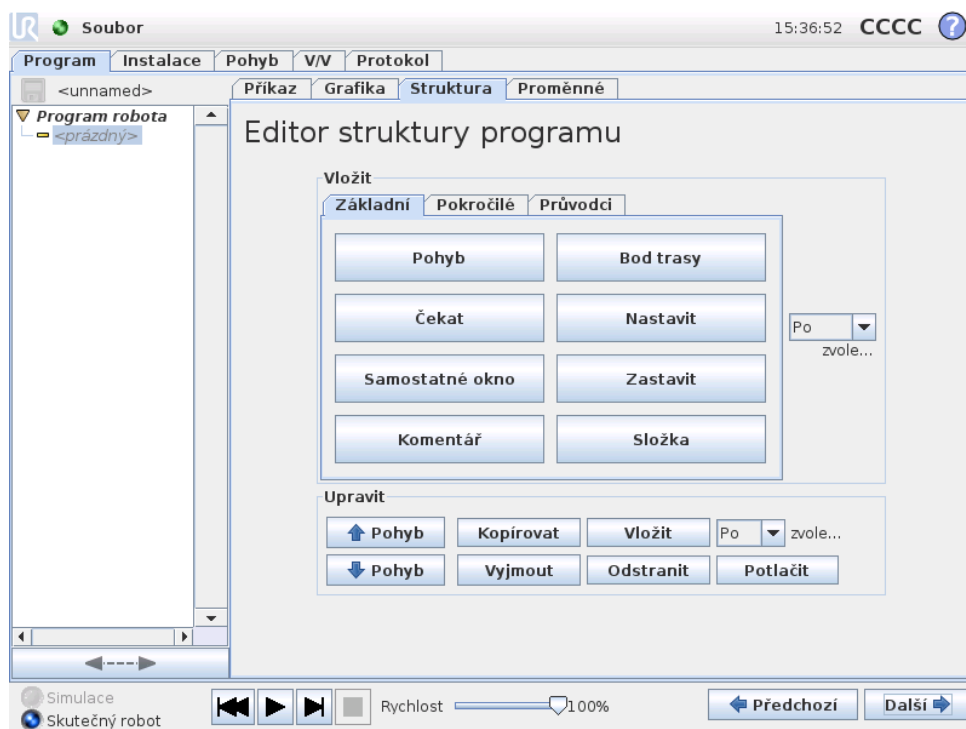 UR Soubor 15:36:52 CCCC ?
Program Instalace Pohyb V/V Protokol
<unnamed>
Příkaz Grafika Struktura Proměnné
Program robota
<prázdný>
Editor struktury programu
Vložit
Základní Pokročilé Průvodci
Pohyb Bod trasy
Čekat Nastavit
Po
zvole...
Samostatné okno Zastavit
Komentář Složka
Upravit
Pohyb Kopírovat Vložit Po zvole...
Pohyb Vyjmout Odstranit Potlačit
Simulace
Skutečný robot
Rychlost 100%
Předchozí Další